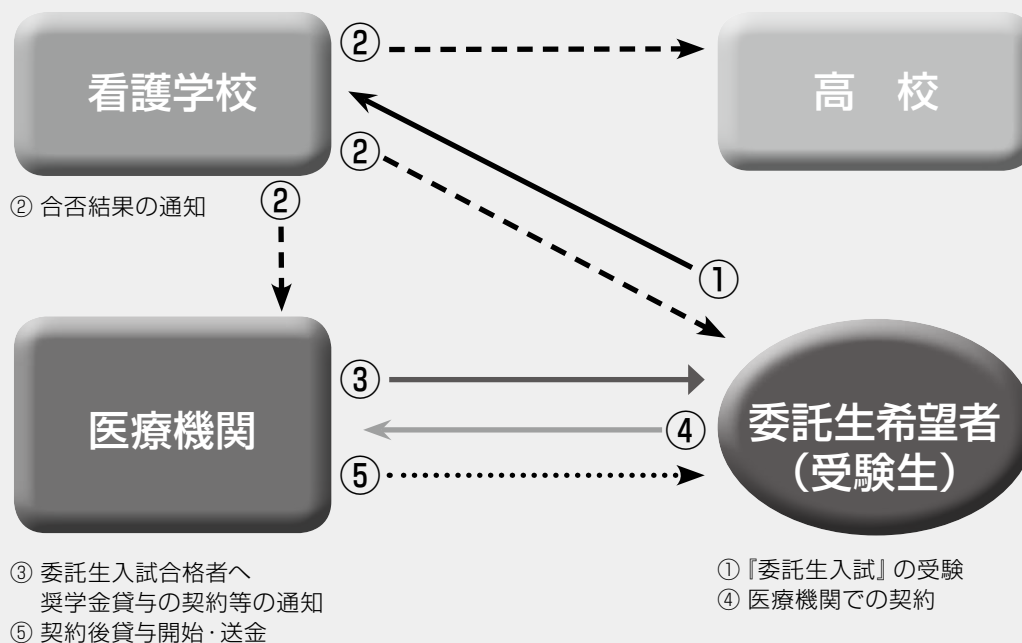 ②
看護学校
高　校
②
② 合否結果の通知
②
①
③
医療機関
④
委託生希望者
（受験生）
⑤
③ 委託生入試合格者へ
奨学金貸与の契約等の通知
⑤ 契約後貸与開始・送金
①『委託生入試』の受験
④ 医療機関での契約